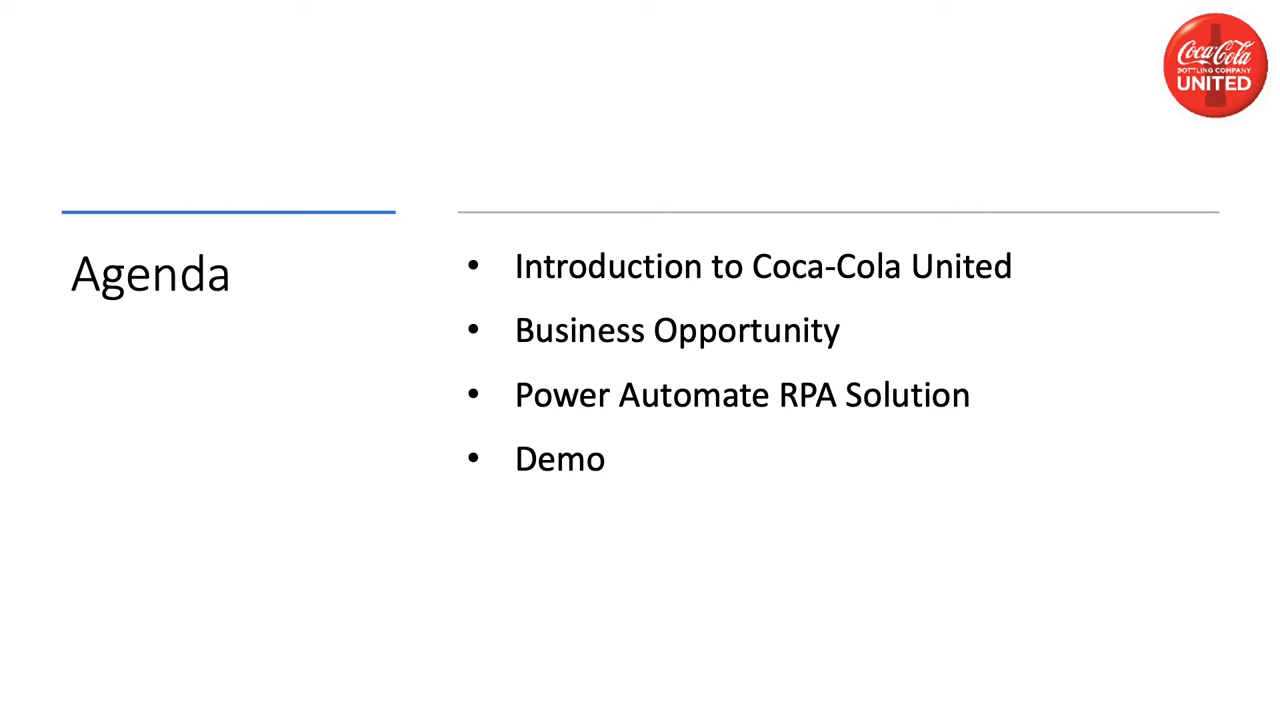 Coca-Cola
BOTTLING COMPANY
UNITED
Agenda
• Introduction to Coca-Cola United
• Business Opportunity
• Power Automate RPA Solution
• Demo